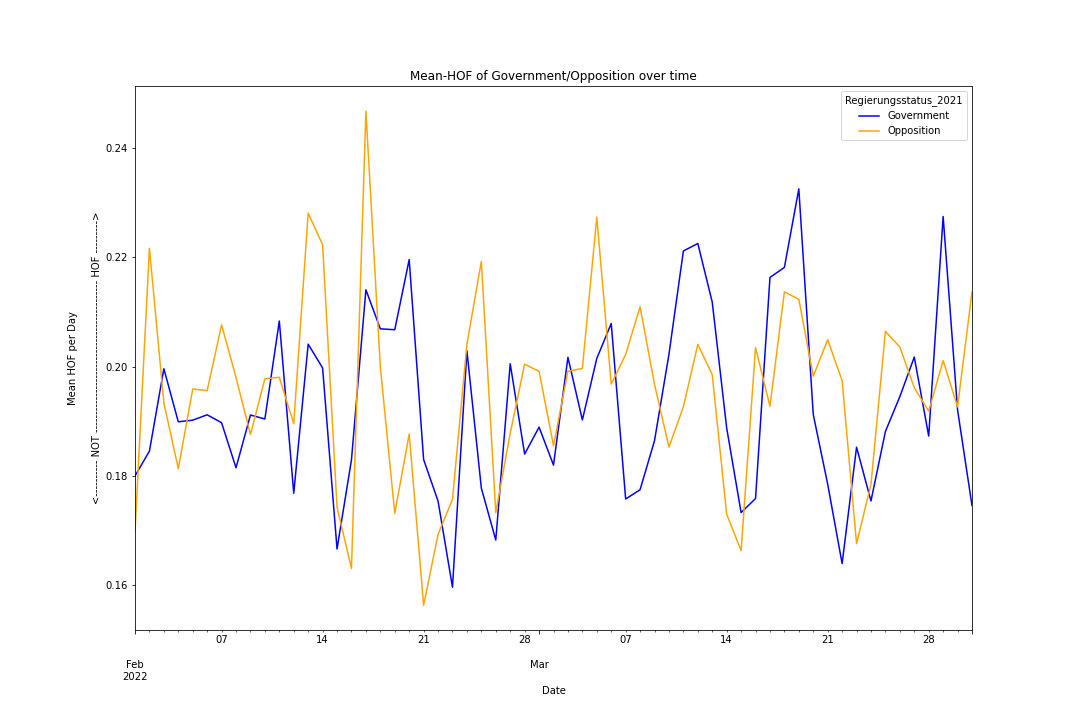 Mean-HOF of Government/Opposition over time
Regierungsstatus_2021
Government
Opposition
Mean HOF per Day
<---------- NOT ------------------------------------ HOF ---------->
0.24
0.22
0.20
0.18
0.16
07
14
21
28
07
14
21
28
Feb
2022
Mar
Date